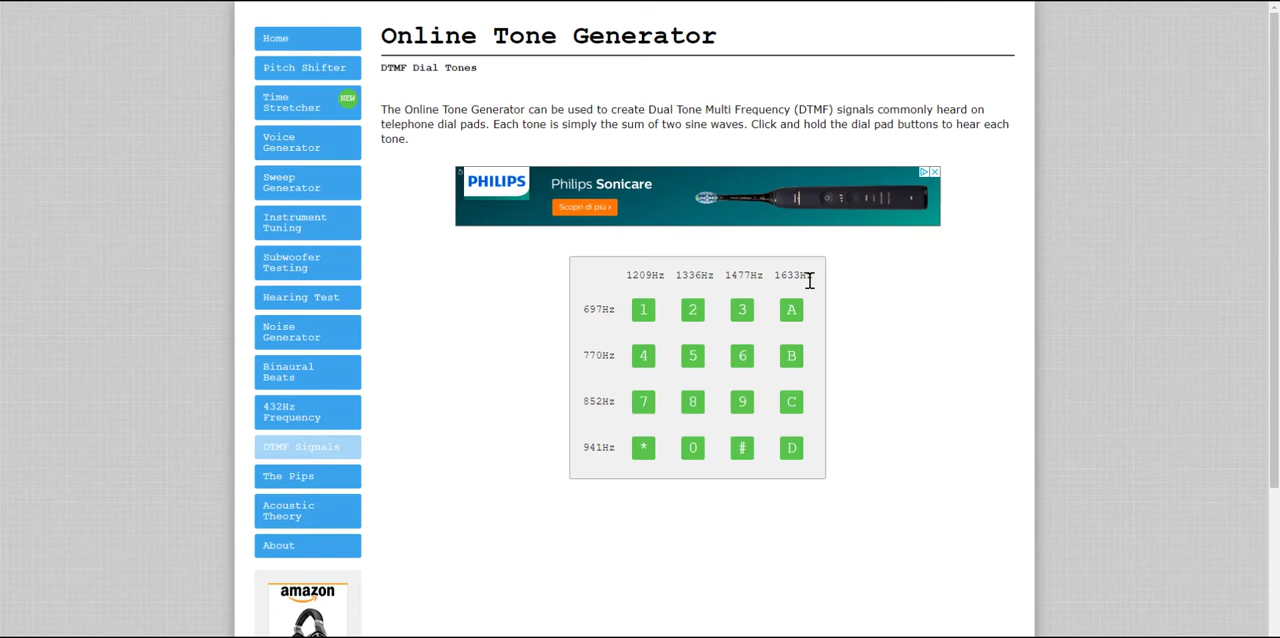 Home
Pitch Shifter
Time
Stretcher
NEW
Voice
Generator
Sweep
Generator
Instrument
Tuning
Subwoofer
Testing
Hearing Test
Noise
Generator
Binaural
Beats
432Hz
Frequency
DTMF Signals
The Pips
Acoustic
Theory
About
amazon
Online Tone Generator
DTMF Dial Tones
The Online Tone Generator can be used to create Dual Tone Multi Frequency (DTMF) signals commonly heard on
telephone dial pads. Each tone is simply the sum of two sine waves. Click and hold the dial pad buttons to hear each
tone.
PHILIPS
Philips Sonicare
Scopri di più ›
1209Hz 1336Hz 1477Hz 1633Hz
697Hz 1 2 3 A
770Hz 4 5 6 B
852Hz 7 8 9 C
941Hz * 0 # D